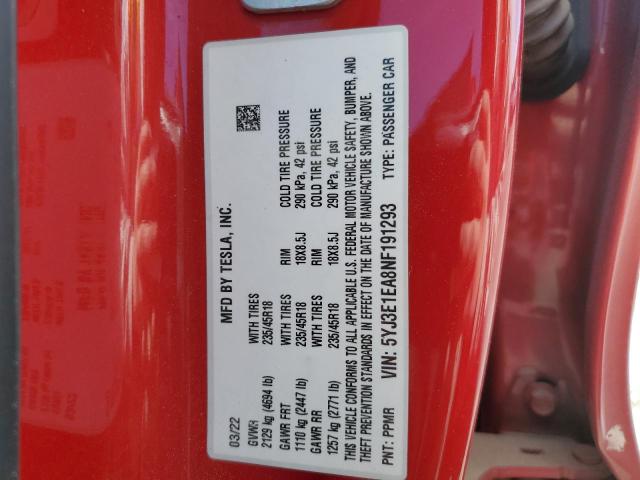 MFD BY TESLA, INC.
03/22
GVWR WITH TIRES RIM COLD TIRE PRESSURE
2129 kg (4694 lb) 235/45R18 18X8.5J 290 kPa, 42 psi
GAWR FRT WITH TIRES RIM COLD TIRE PRESSURE
1110 kg (2447 lb) 235/45R18 18X8.5J 290 kPa, 42 psi
GAWR RR
1257 kg (2771 lb) 235/45R18
THIS VEHICLE CONFORMS TO ALL APPLICABLE U.S. FEDERAL MOTOR VEHICLE SAFETY, BUMPER, AND
THEFT PREVENTION STANDARDS IN EFFECT ON THE DATE OF MANUFACTURE SHOWN ABOVE.
PNT: PPMR VIN: 5YJ3E1EA8NF191293 TYPE: PASSENGER CAR